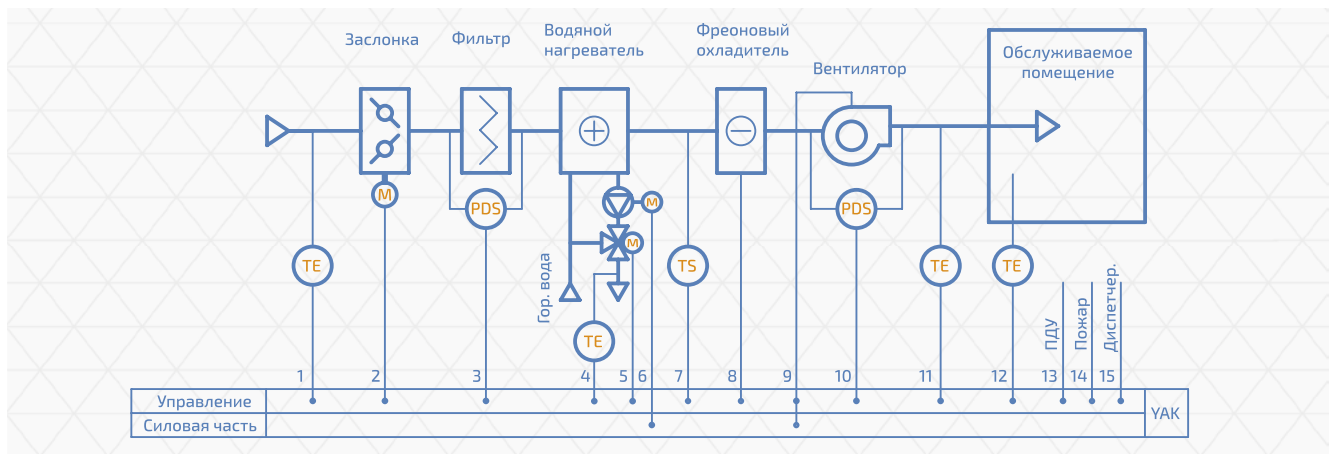 Заслонка
Фильтр
Водяной
нагреватель
Фреоновый
охладитель
Вентилятор
Обслуживаемое
помещение
M
PDS
M
M
PDS
TE
TS
TE
TE
TE
Гор. вода
ПДУ
Пожар
Диспетчер.
1 2 3 4 5 6 7 8 9 10 11 12 13 14 15
Управление
Силовая часть
YAK